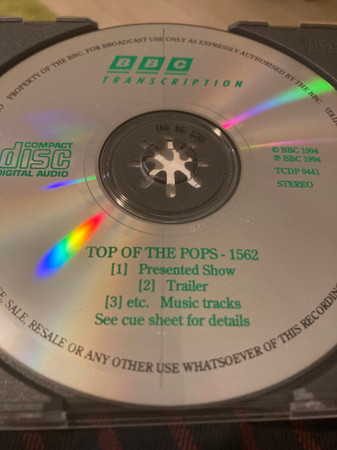 PROPERTY OF THE BBC. FOR BROADCAST USE ONLY AS EXPRESSLY AUTHORISED BY THE BBC.
BBC
TRANSCRIPTION
COMPACT
disc
DIGITAL AUDIO
℗ BBC 1994
© BBC 1994
TCDP 9441
STEREO
TOP OF THE POPS - 1562
[1] Presented Show
[2] Trailer
[3] etc. Music tracks
See cue sheet for details
SALE, RESALE OR ANY OTHER USE WHATSOEVER OF THIS RECORDING